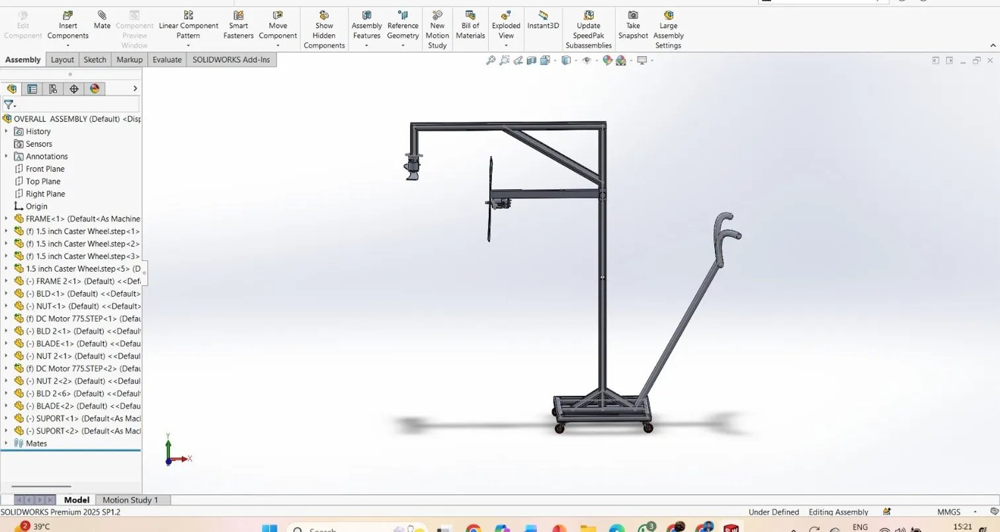 Edit Component
Insert Components
Mate
Component Preview Window
Linear Component Pattern
Smart Fasteners
Move Component
Show Hidden Components
Assembly Features
Reference Geometry
New Motion Study
Bill of Materials
Exploded View
Instant3D
Update SpeedPak Subassemblies
Take Snapshot
Large Assembly Settings
Assembly
Layout
Sketch
Markup
Evaluate
SOLIDWORKS Add-Ins
OVERALL ASSEMBLY (Default) <Disp
History
Sensors
Annotations
Front Plane
Top Plane
Right Plane
Origin
FRAME<1> (Default<As Machine
(f) 1.5 inch Caster Wheel.step<1>
(f) 1.5 inch Caster Wheel.step<2>
(f) 1.5 inch Caster Wheel.step<3>
1.5 inch Caster Wheel.step<5> (D
(-) FRAME 2<1> (Default) <<Def
(-) BLD<1> (Default) <<Default>
(-) NUT<1> (Default) <<Default>
(f) DC Motor 775.STEP<1> (Defau
(-) BLD 2<1> (Default) <<Default
(-) BLADE<1> (Default) <<Defau
(-) NUT 2<1> (Default) <<Defaul
(f) DC Motor 775.STEP<2> (Defau
(-) NUT 2<2> (Default) <<Defaul
(-) BLD 2<6> (Default) <<Default
(-) BLADE<2> (Default) <<Defau
(-) SUPORT<1> (Default<As Macl
(-) SUPORT<2> (Default<As Macl
Mates
Y
X
Model
Motion Study 1
SOLIDWORKS Premium 2025 SP1.2
Under Defined
Editing Assembly
MMGS
2
39°C
Search
3
ENG
15:21